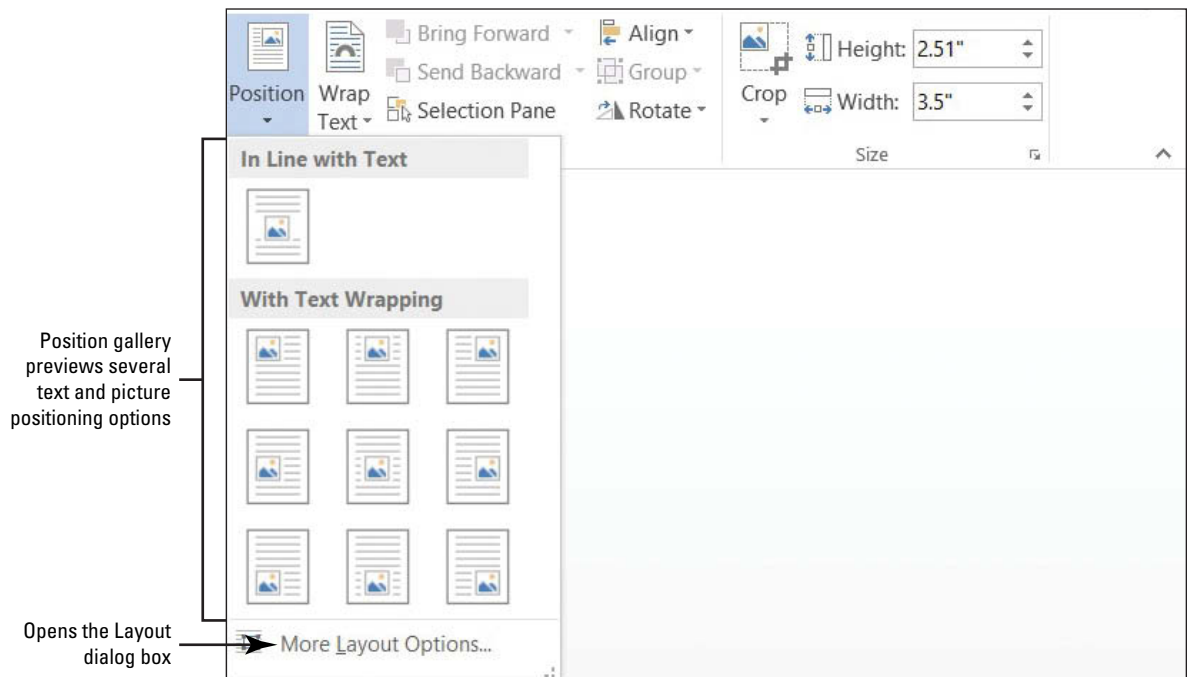 Bring Forward
Align
Height: 2.51"
Send Backward
Group
Position
Wrap
Text
Crop
Width: 3.5"
Selection Pane
Rotate
Size
In Line with Text
With Text Wrapping
Position gallery
previews several
text and picture
positioning options
Opens the Layout
dialog box
More Layout Options...